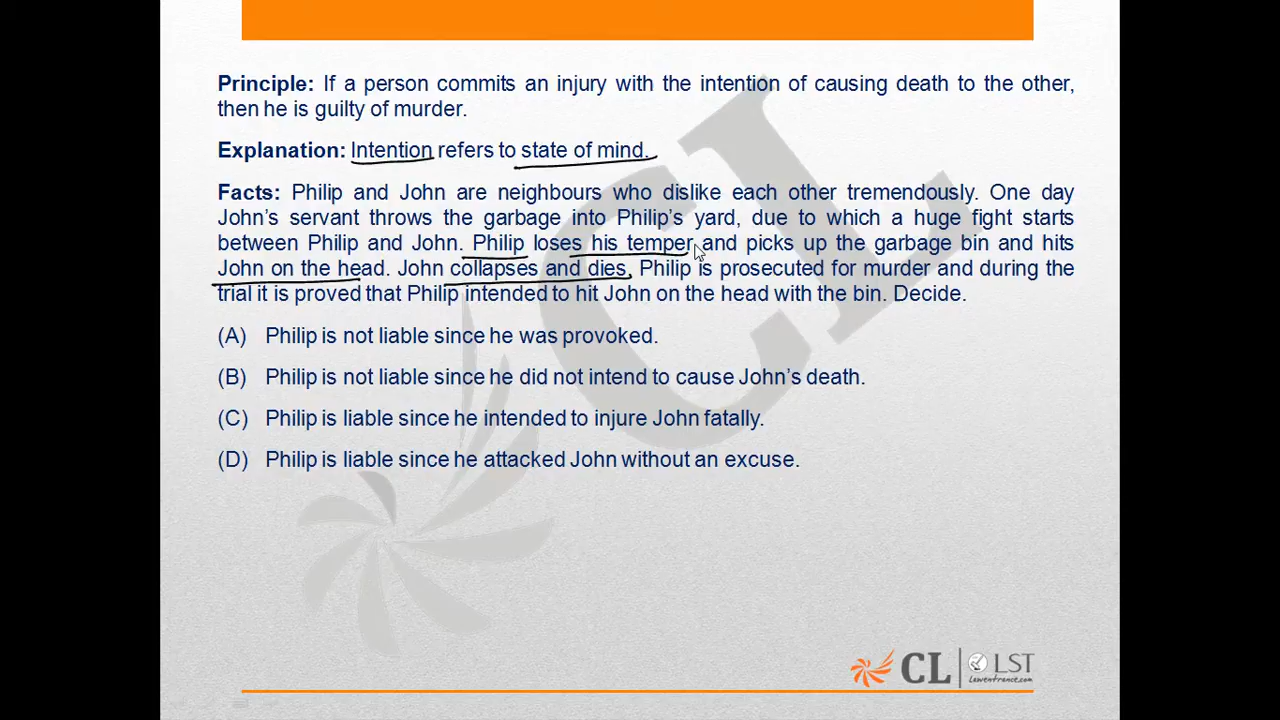 Principle: If a person commits an injury with the intention of causing death to the other,
then he is guilty of murder.
Explanation: Intention refers to state of mind.
Facts: Philip and John are neighbours who dislike each other tremendously. One day
John's servant throws the garbage into Philip's yard, due to which a huge fight starts
between Philip and John. Philip loses his temper and picks up the garbage bin and hits
John on the head. John collapses and dies. Philip is prosecuted for murder and during the
trial it is proved that Philip intended to hit John on the head with the bin. Decide.
(A) Philip is not liable since he was provoked.
(B) Philip is not liable since he did not intend to cause John's death.
(C) Philip is liable since he intended to injure John fatally.
(D) Philip is liable since he attacked John without an excuse.
CL
CL LST
Lawentrance.com